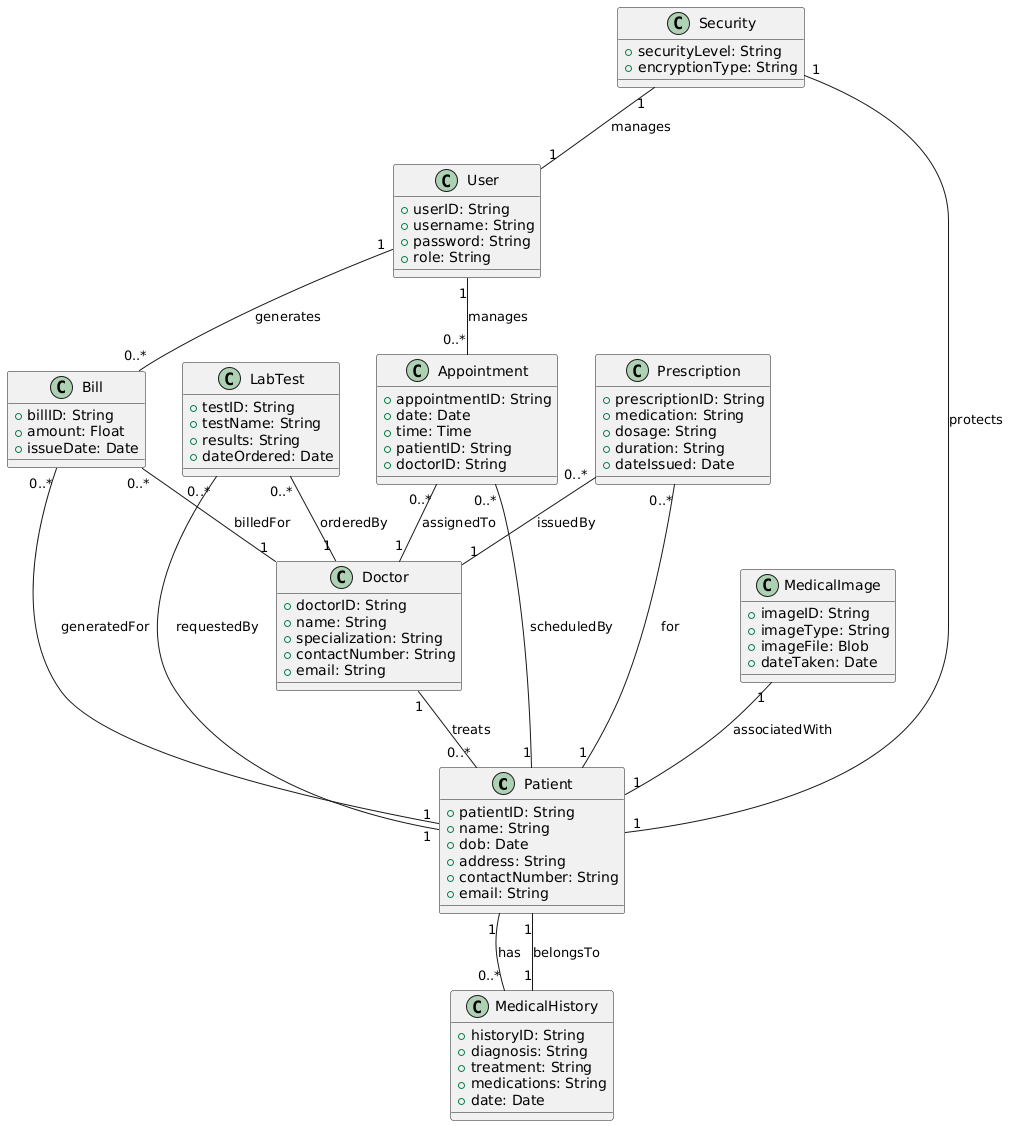 C Security
securityLevel: String
encryptionType: String
1
1
manages
1
C User
userID: String
username: String
password: String
role: String
1
1
generates
manages
0..*
0..*
protects
C Bill
billID: String
amount: Float
issueDate: Date
C LabTest
testID: String
testName: String
results: String
dateOrdered: Date
C Appointment
appointmentID: String
date: Date
time: Time
patientID: String
doctorID: String
C Prescription
prescriptionID: String
medication: String
dosage: String
duration: String
dateIssued: Date
0..*
0..*
0..*
0..*
0..*
0..*
0..*
0..*
billedFor
orderedBy
assignedTo
issuedBy
1
1
1
1
C Doctor
doctorID: String
name: String
specialization: String
contactNumber: String
email: String
C MedicalImage
imageID: String
imageType: String
imageFile: Blob
dateTaken: Date
generatedFor
requestedBy
scheduledBy
for
1
1
treats
associatedWith
0..*
1
1
1
1
1
1
C Patient
patientID: String
name: String
dob: Date
address: String
contactNumber: String
email: String
1
1
has
belongsTo
0..*
1
C MedicalHistory
historyID: String
diagnosis: String
treatment: String
medications: String
date: Date